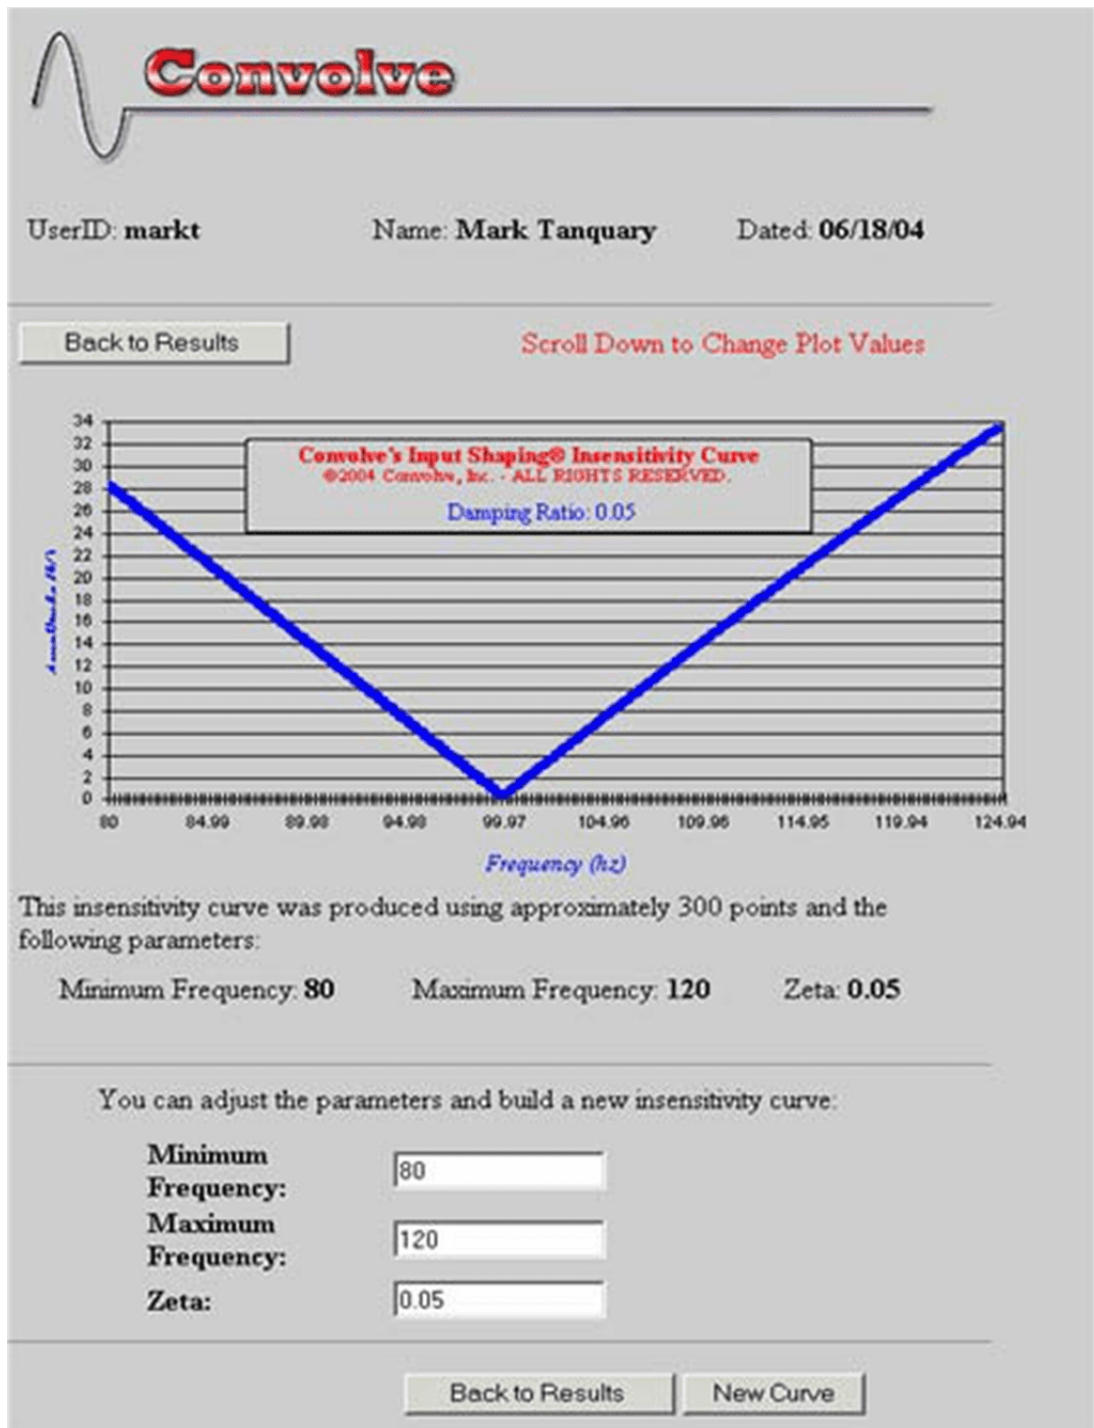 Convolve
UserID: markt Name: Mark Tanquary Dated: 06/18/04
Back to Results Scroll Down to Change Plot Values
Convolve's Input Shaping® Insensitivity Curve
©2004 Convolve, Inc. - ALL RIGHTS RESERVED.
Damping Ratio: 0.05
34
32
30
28
26
24
22
20
18
16
14
12
10
8
6
4
2
0
80 84.99 89.98 94.98 99.97 104.96 109.96 114.95 119.94 124.94
Frequency (hz)
This insensitivity curve was produced using approximately 300 points and the
following parameters:
Minimum Frequency: 80 Maximum Frequency: 120 Zeta: 0.05
You can adjust the parameters and build a new insensitivity curve:
Minimum
Frequency: 80
Maximum
Frequency: 120
Zeta: 0.05
Back to Results New Curve